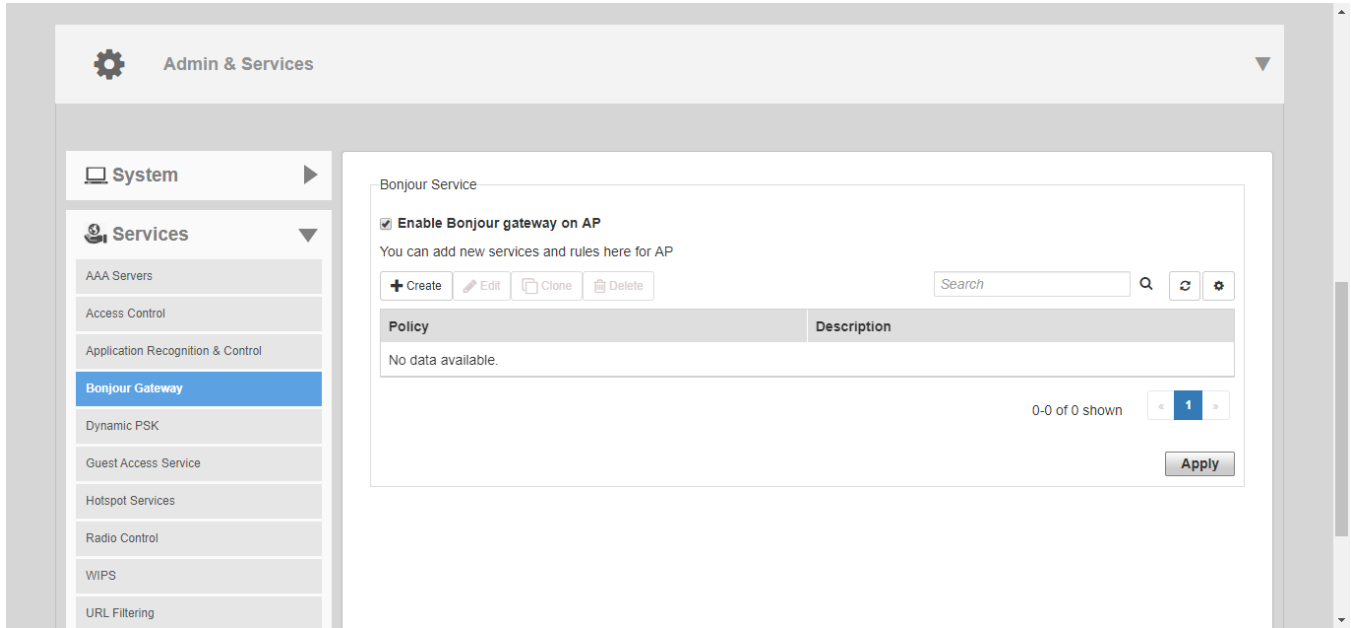 Admin & Services
System
Services
AAA Servers
Access Control
Application Recognition & Control
Bonjour Gateway
Dynamic PSK
Guest Access Service
Hotspot Services
Radio Control
WIPS
URL Filtering
Bonjour Service
Enable Bonjour gateway on AP
You can add new services and rules here for AP
Create Edit Clone Delete Search
Policy Description
No data available.
0-0 of 0 shown « 1 »
Apply